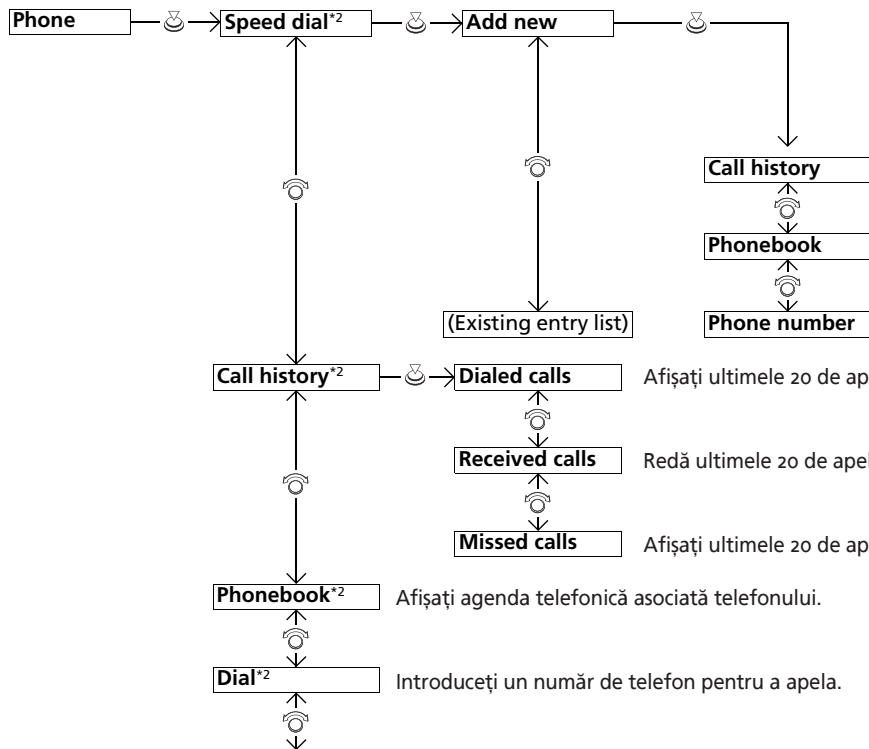 Phone
Speed dial*2
Add new
Call history
Phonebook
(Existing entry list)
Phone number
Call history*2
Dialed calls
Afișați ultimele 20 de ap
Received calls
Redă ultimele 20 de apel
Missed calls
Afișați ultimele 20 de ap
Phonebook*2
Afișați agenda telefonică asociată telefonului.
Dial*2
Introduceți un număr de telefon pentru a apela.